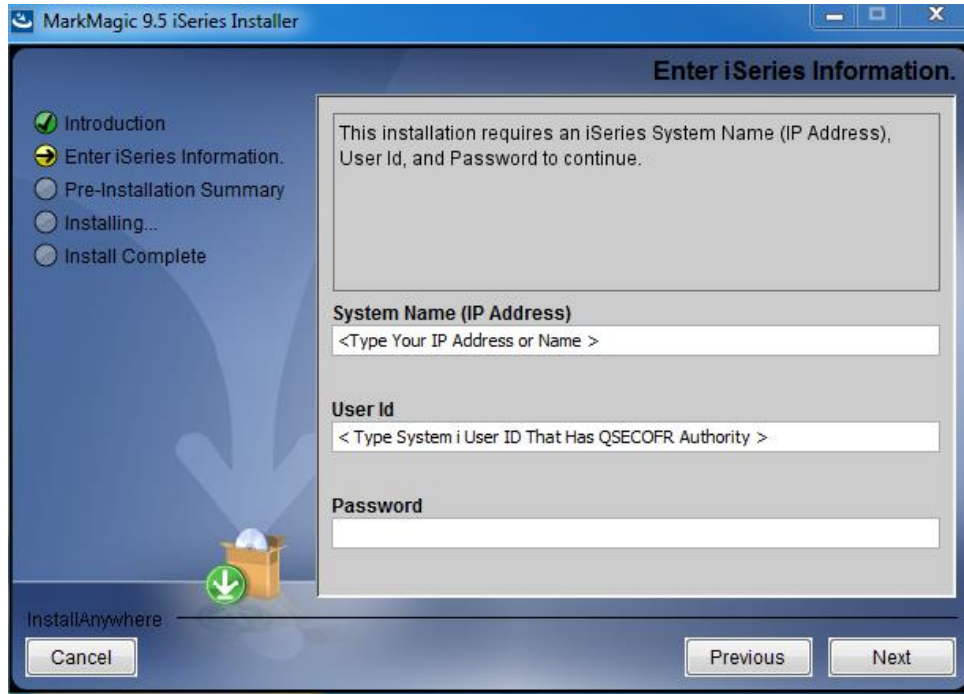 MarkMagic 9.5 iSeries Installer
Enter iSeries Information.
Introduction
Enter iSeries Information.
Pre-Installation Summary
Installing...
Install Complete
This installation requires an iSeries System Name (IP Address),
User Id, and Password to continue.
System Name (IP Address)
<Type Your IP Address or Name >
User Id
< Type System i User ID That Has QSECOFR Authority >
Password
InstallAnywhere
Cancel
Previous
Next